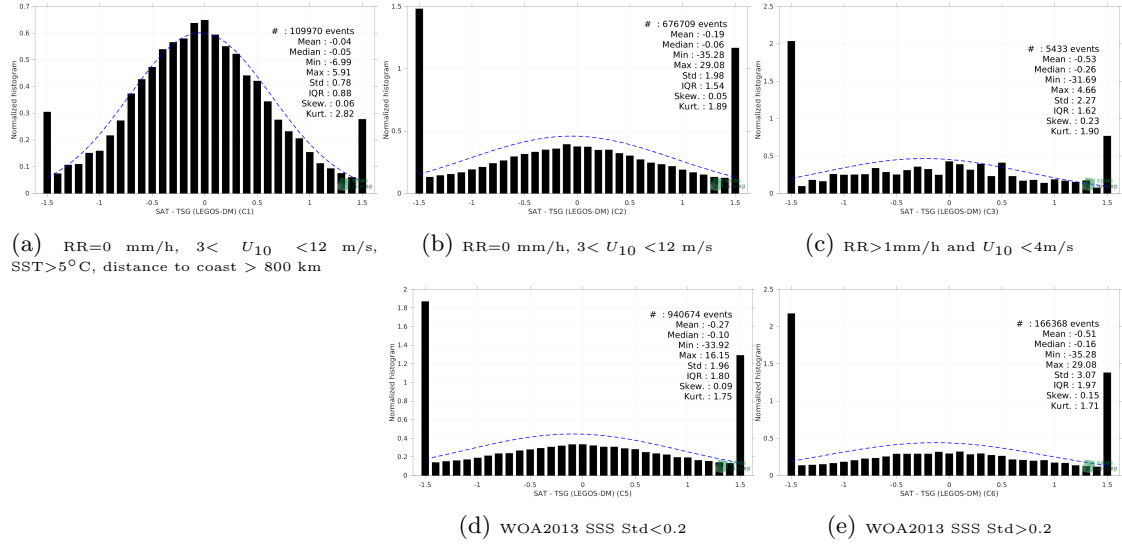 0.7
0.6
0.5
0.4
0.3
0.2
0.1
0
Normalized histogram
# : 109970 events
Mean : -0.04
Median : -0.05
Min : -6.99
Max : 5.91
Std : 0.78
IQR : 0.88
Skew. : 0.06
Kurt. : 2.82
-1.5 -1 -0.5 0 0.5 1 1.5
SAT - TSG (LEGOS-DM) (C1)
(a) RR=0 mm/h, 3< U10 <12 m/s,
SST>5°C, distance to coast > 800 km
1.5
1
0.5
0
Normalized histogram
# : 676709 events
Mean : -0.19
Median : -0.06
Min : -35.28
Max : 29.08
Std : 1.98
IQR : 1.54
Skew. : 0.05
Kurt. : 1.89
-1.5 -1 -0.5 0 0.5 1 1.5
SAT - TSG (LEGOS-DM) (C2)
(b) RR=0 mm/h, 3< U10 <12 m/s
2.5
2
1.5
1
0.5
0
Normalized histogram
# : 5433 events
Mean : -0.53
Median : -0.26
Min : -31.69
Max : 4.66
Std : 2.27
IQR : 1.62
Skew. : 0.23
Kurt. : 1.90
-1.5 -1 -0.5 0 0.5 1 1.5
SAT - TSG (LEGOS-DM) (C3)
(c) RR>1mm/h and U10 <4m/s
2
1.8
1.6
1.4
1.2
1
0.8
0.6
0.4
0.2
0
Normalized histogram
# : 940674 events
Mean : -0.27
Median : -0.10
Min : -33.92
Max : 16.15
Std : 1.96
IQR : 1.80
Skew. : 0.09
Kurt. : 1.75
-1.5 -1 -0.5 0 0.5 1 1.5
SAT - TSG (LEGOS-DM) (C5)
(d) WOA2013 SSS Std<0.2
2.5
2
1.5
1
0.5
0
Normalized histogram
# : 166368 events
Mean : -0.51
Median : -0.16
Min : -35.28
Max : 29.08
Std : 3.07
IQR : 1.97
Skew. : 0.15
Kurt. : 1.71
-1.5 -1 -0.5 0 0.5 1 1.5
SAT - TSG (LEGOS-DM) (C6)
(e) WOA2013 SSS Std>0.2